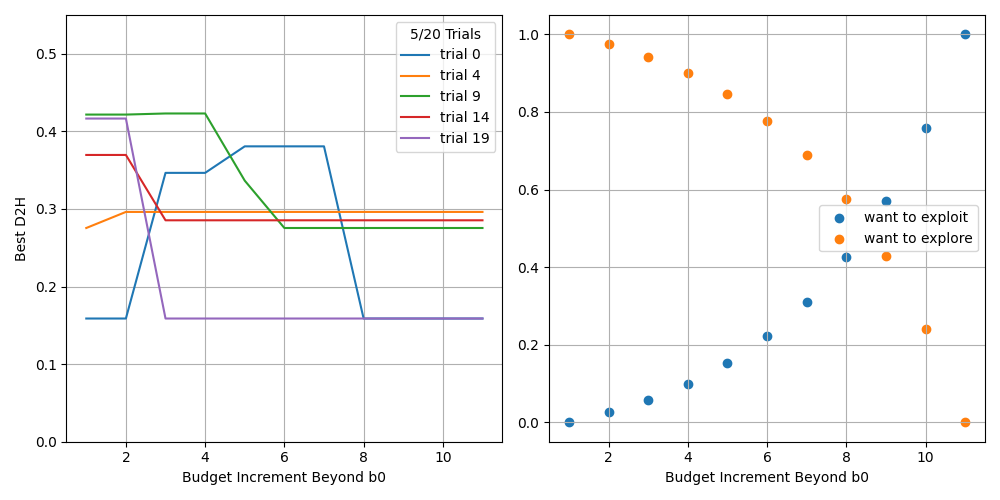 5/20 Trials
trial 0
trial 4
trial 9
trial 14
trial 19
0.5
0.4
0.3
0.2
0.1
0.0
2 4 6 8 10
Best D2H
Budget Increment Beyond b0
1.0
0.8
0.6
0.4
0.2
0.0
want to exploit
want to explore
2 4 6 8 10
Budget Increment Beyond b0